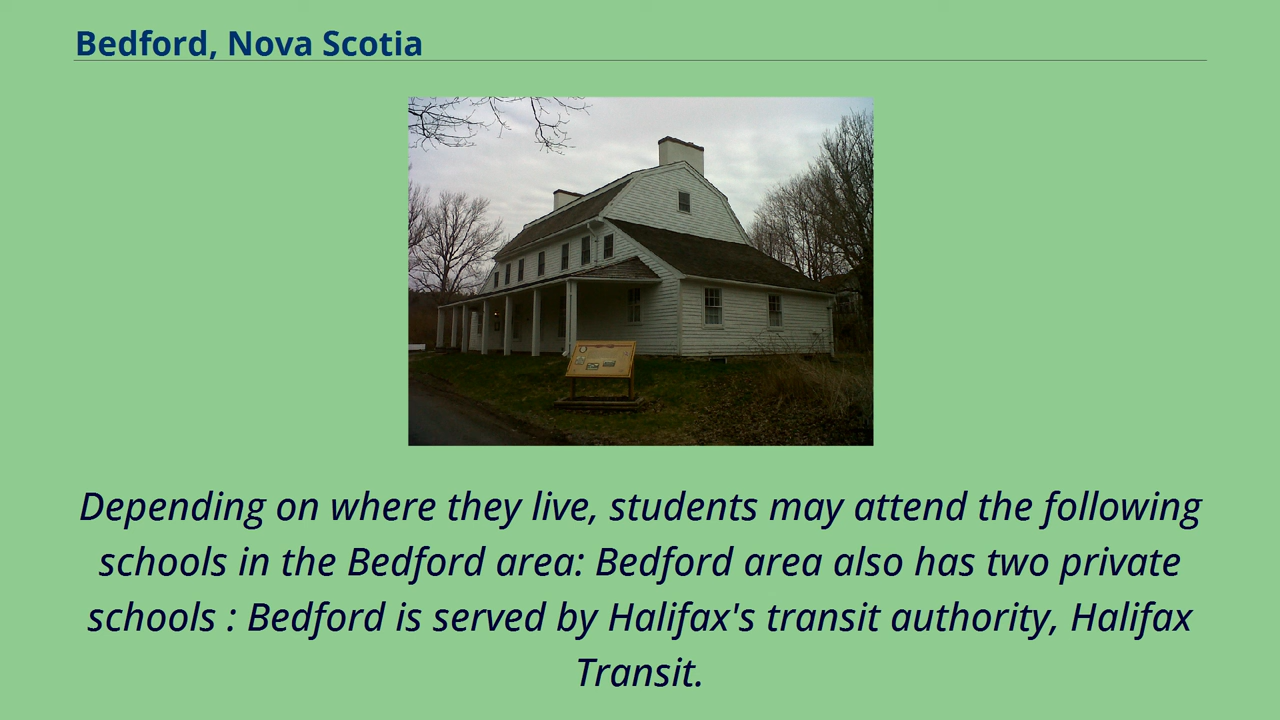 Bedford, Nova Scotia
Depending on where they live, students may attend the following
schools in the Bedford area: Bedford area also has two private
schools : Bedford is served by Halifax's transit authority, Halifax
Transit.